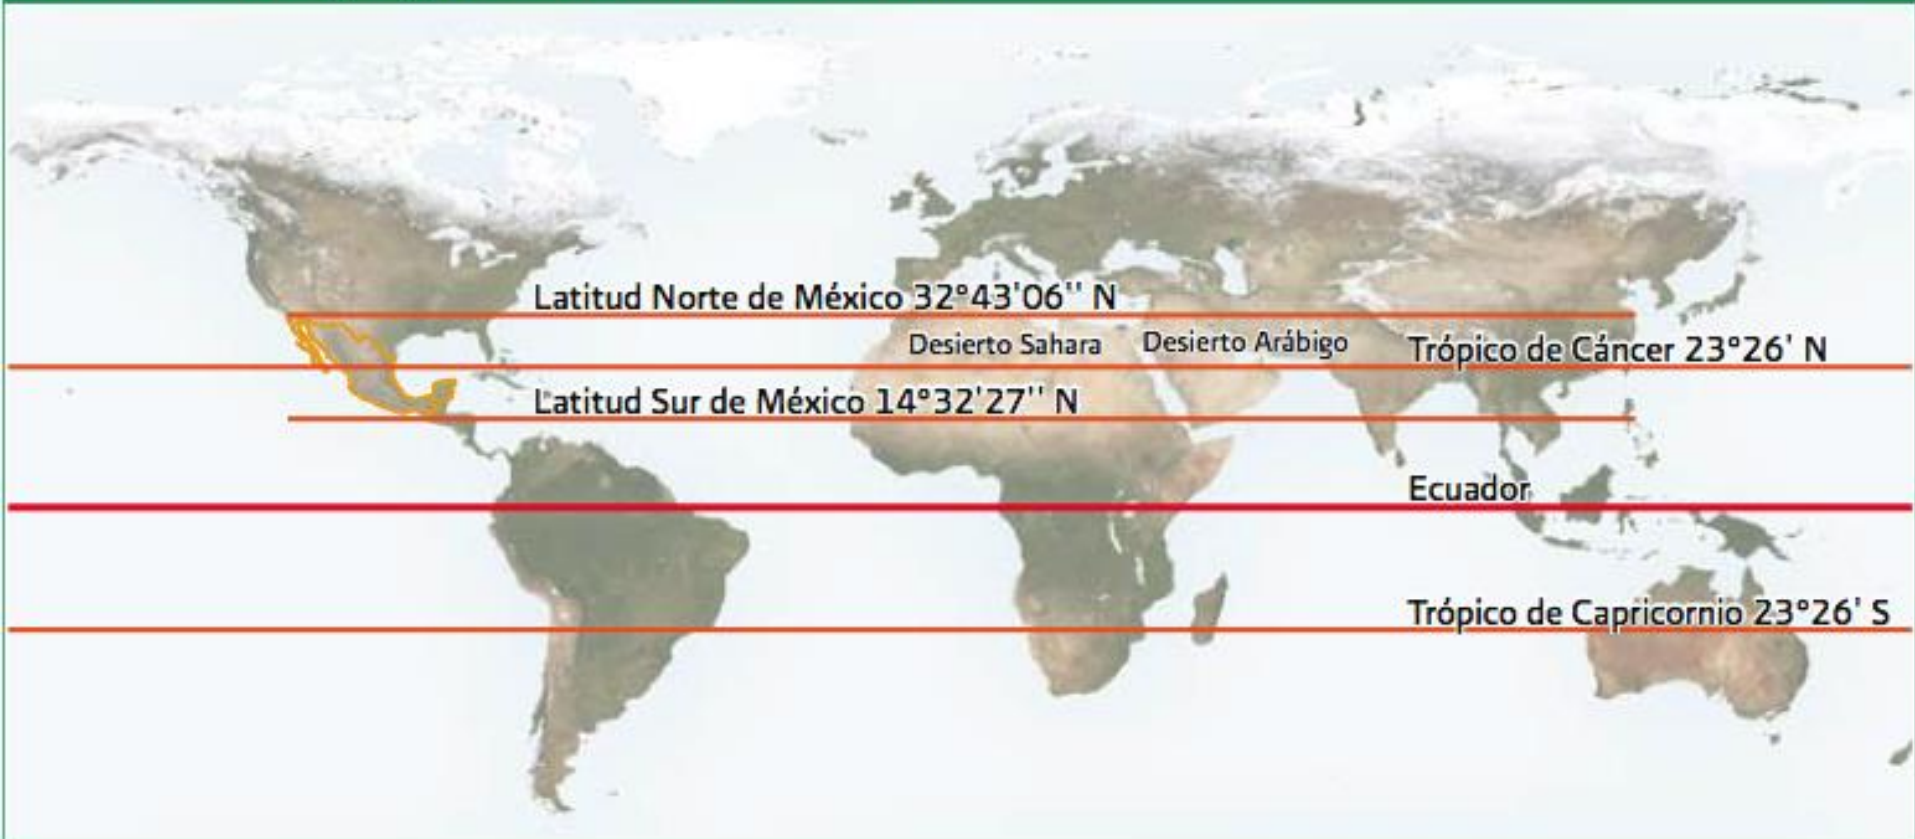 Latitud Norte de México 32°43'06'' N
Desierto Sahara
Desierto Arábigo
Trópico de Cáncer 23°26' N
Latitud Sur de México 14°32'27'' N
Ecuador
Trópico de Capricornio 23°26' S